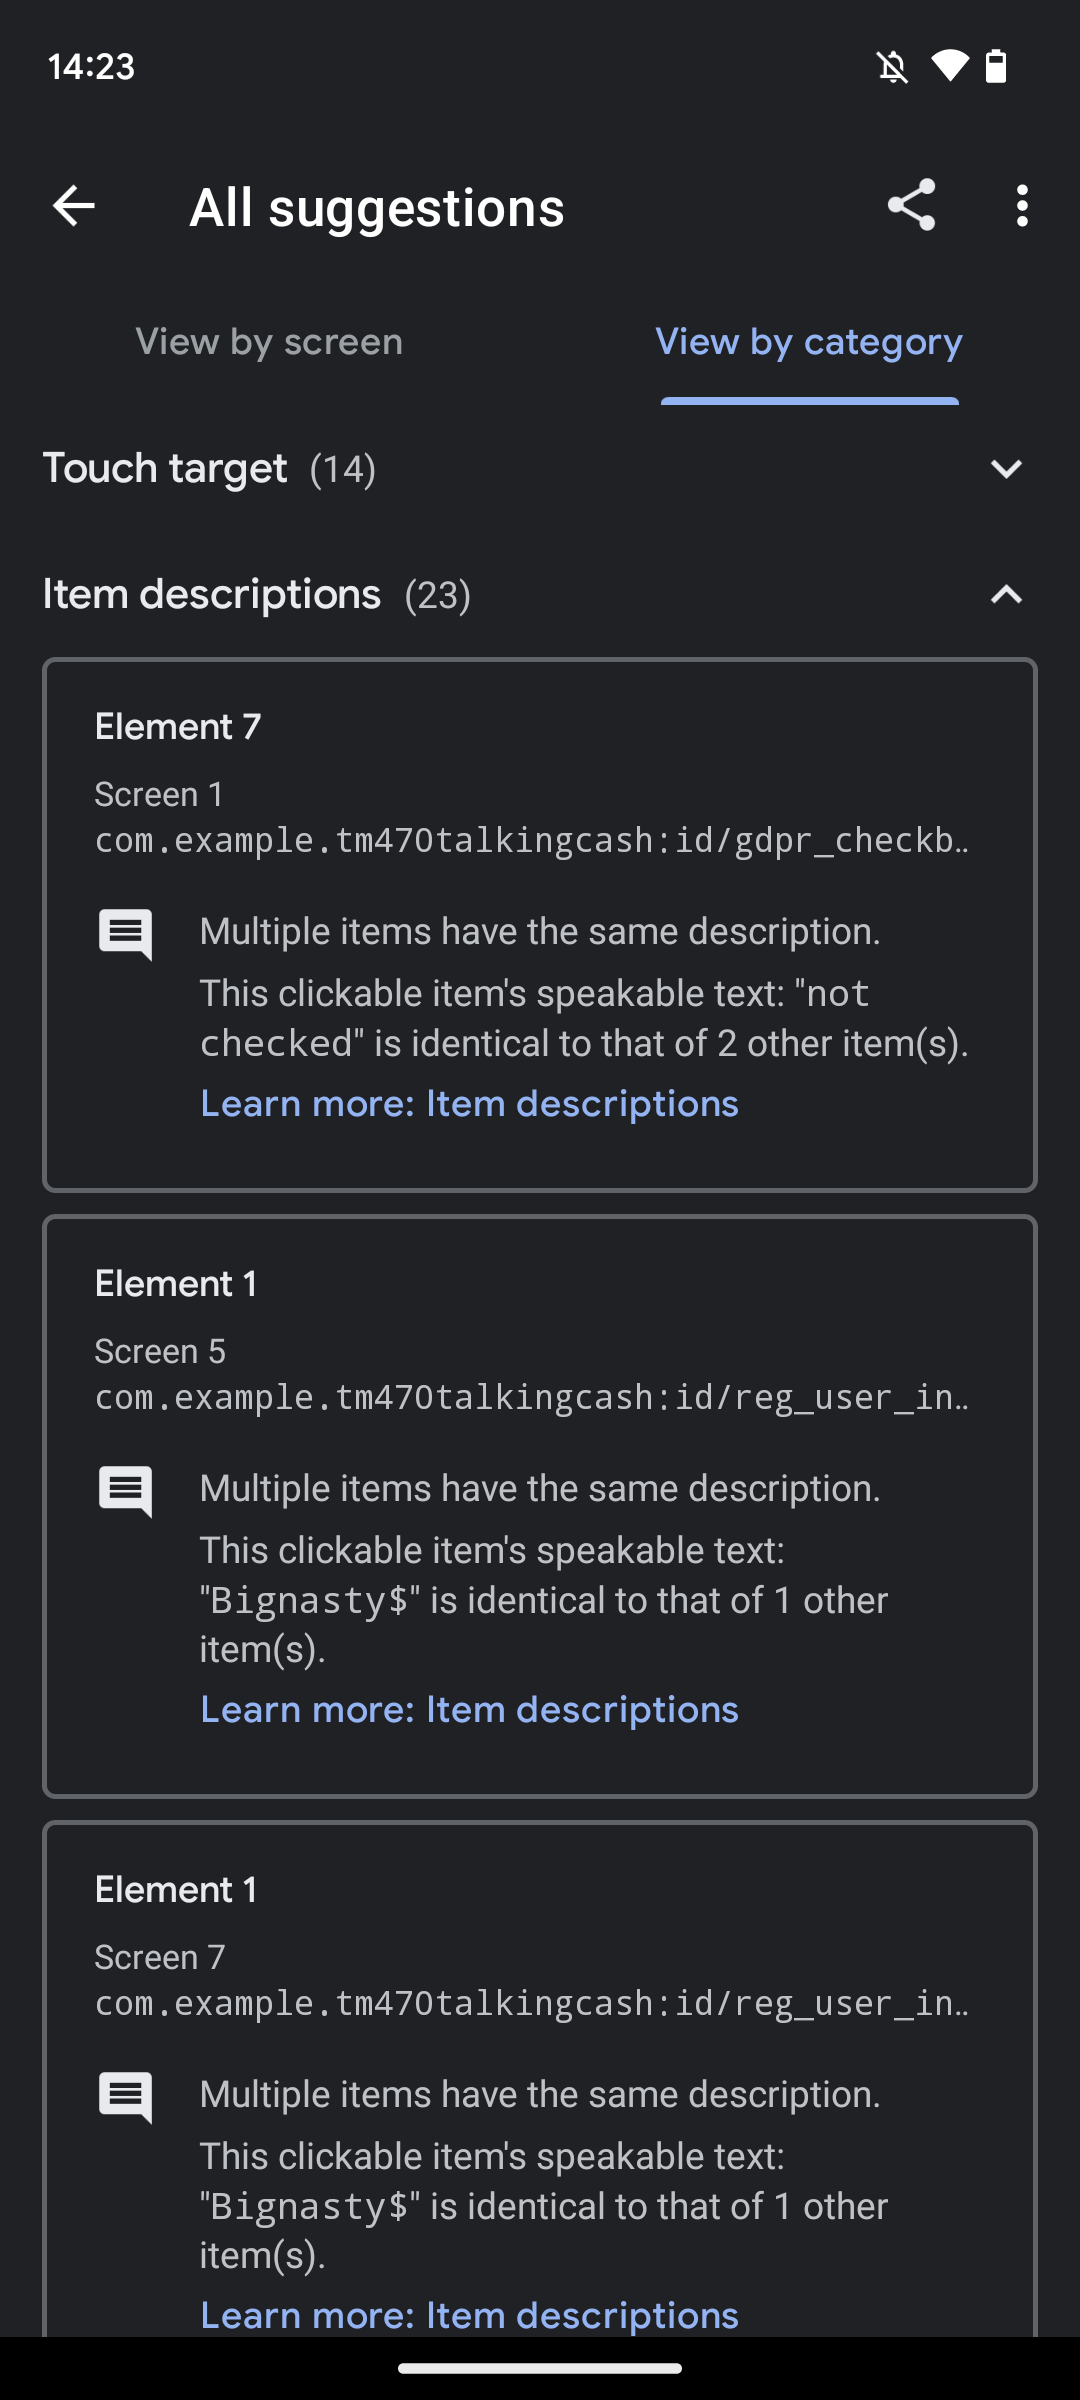 14:23
All suggestions
View by screen
View by category
Touch target (14)
Item descriptions (23)
Element 7
Screen 1
com.example.tm470talkingcash:id/gdpr_checkb..
Multiple items have the same description.
This clickable item's speakable text: "not
checked" is identical to that of 2 other item(s).
Learn more: Item descriptions
Element 1
Screen 5
com.example.tm470talkingcash:id/reg_user_in..
Multiple items have the same description.
This clickable item's speakable text:
"Bignasty$" is identical to that of 1 other
item(s).
Learn more: Item descriptions
Element 1
Screen 7
com.example.tm470talkingcash:id/reg_user_in..
Multiple items have the same description.
This clickable item's speakable text:
"Bignasty$" is identical to that of 1 other
item(s).
Learn more: Item descriptions